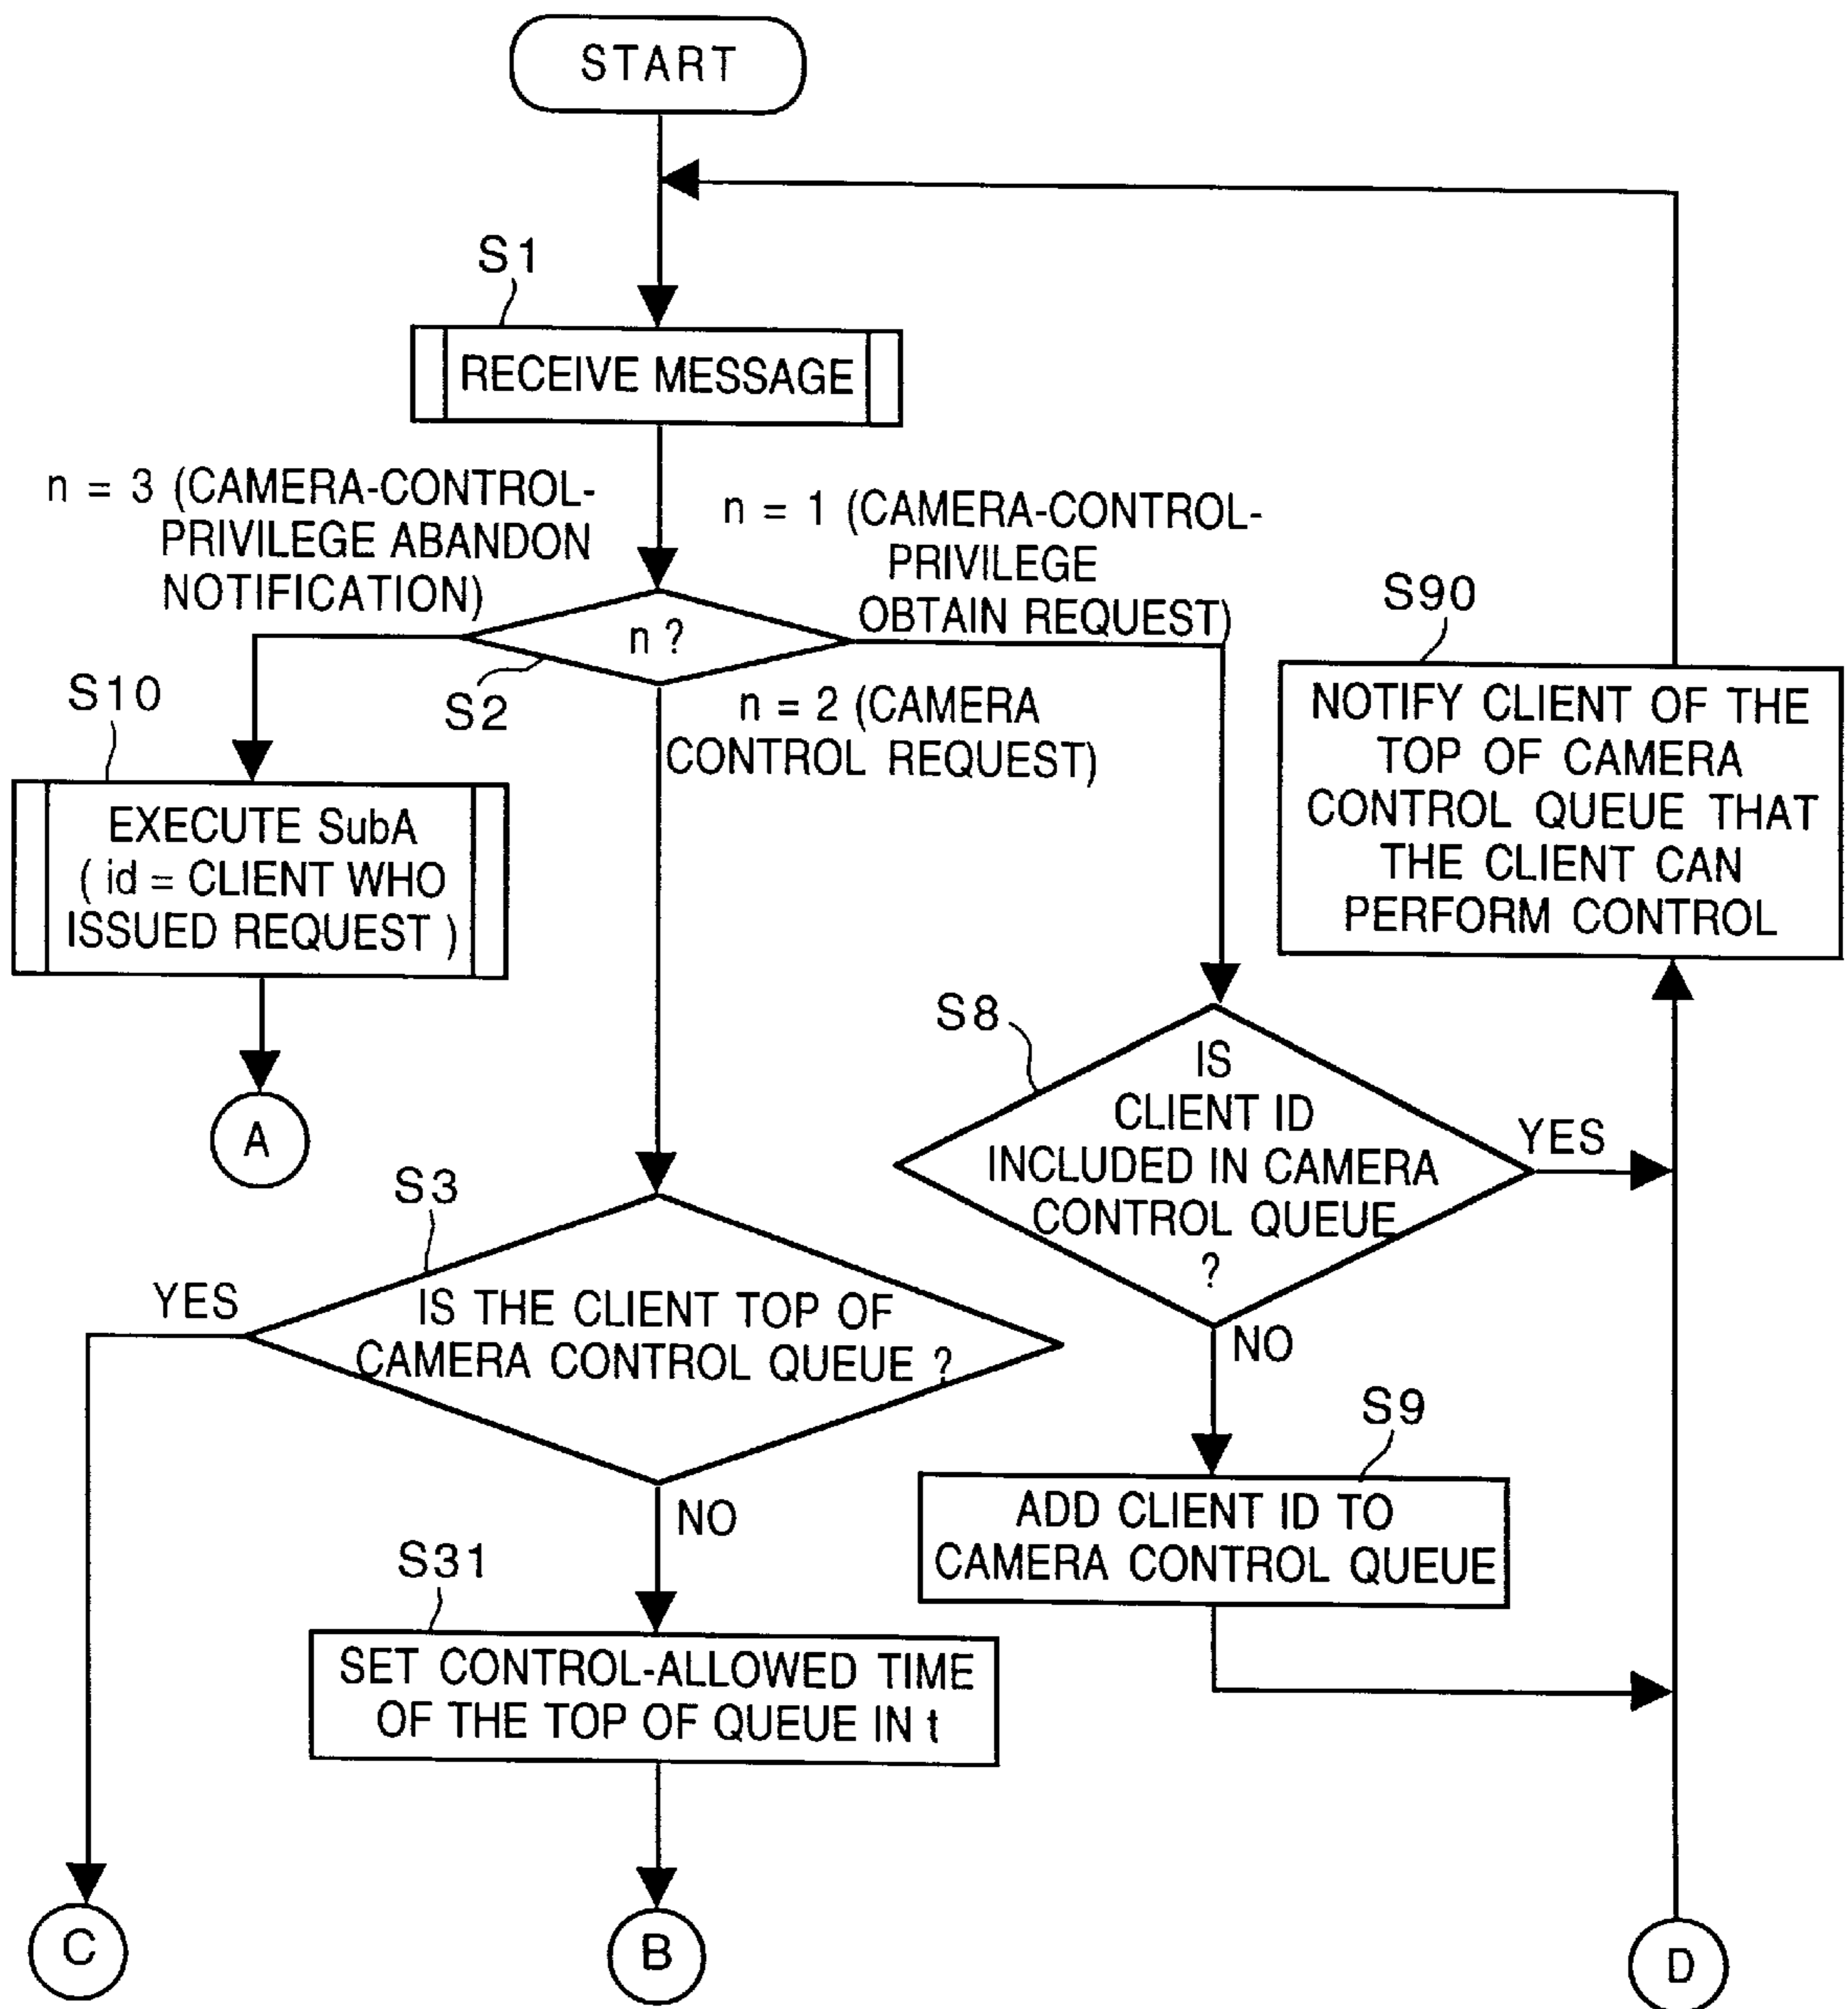 START
S1
RECEIVE MESSAGE
n = 3 (CAMERA-CONTROL-
PRIVILEGE ABANDON
NOTIFICATION)
n = 1 (CAMERA-CONTROL-
PRIVILEGE
OBTAIN REQUEST)
n ?
S2
n = 2 (CAMERA
CONTROL REQUEST)
S10
EXECUTE SubA
( id = CLIENT WHO
ISSUED REQUEST )
A
S90
NOTIFY CLIENT OF THE
TOP OF CAMERA
CONTROL QUEUE THAT
THE CLIENT CAN
PERFORM CONTROL
S8
IS
CLIENT ID
INCLUDED IN CAMERA
CONTROL QUEUE
?
YES
NO
S3
YES
IS THE CLIENT TOP OF
CAMERA CONTROL QUEUE ?
NO
S9
ADD CLIENT ID TO
CAMERA CONTROL QUEUE
S31
SET CONTROL-ALLOWED TIME
OF THE TOP OF QUEUE IN t
C
B
D